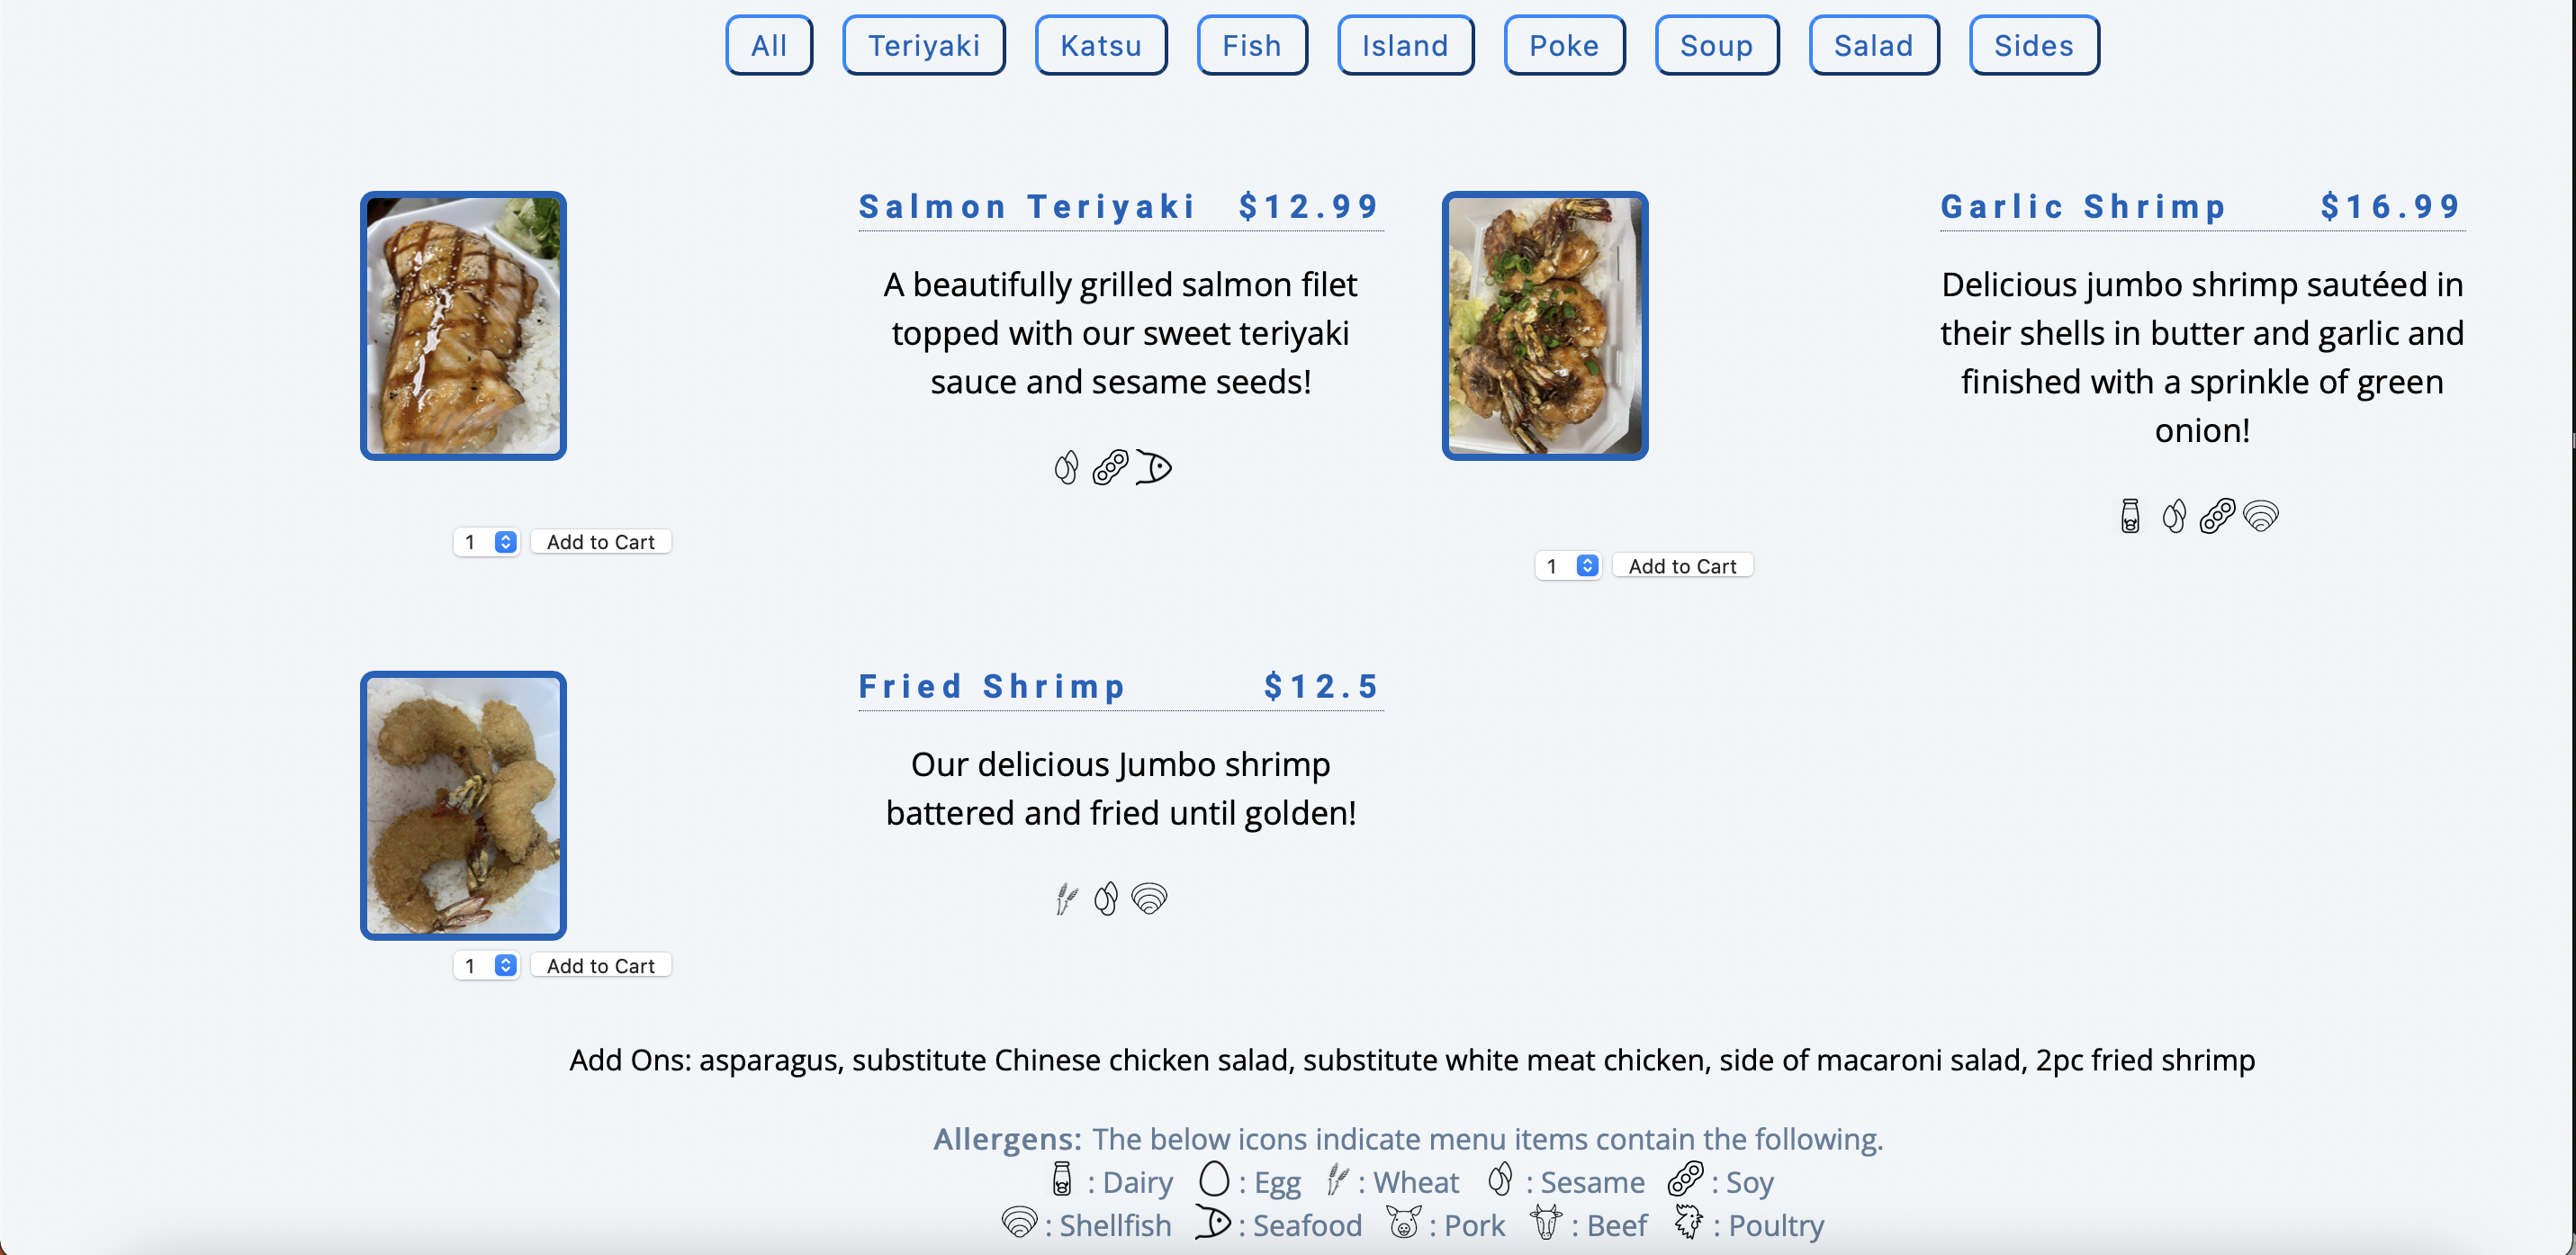 All Teriyaki Katsu Fish Island Poke Soup Salad Sides
Salmon Teriyaki $12.99
A beautifully grilled salmon filet
topped with our sweet teriyaki
sauce and sesame seeds!
1 Add to Cart
Garlic Shrimp $16.99
Delicious jumbo shrimp sautéed in
their shells in butter and garlic and
finished with a sprinkle of green
onion!
1 Add to Cart
Fried Shrimp $12.5
Our delicious Jumbo shrimp
battered and fried until golden!
1 Add to Cart
Add Ons: asparagus, substitute Chinese chicken salad, substitute white meat chicken, side of macaroni salad, 2pc fried shrimp
Allergens: The below icons indicate menu items contain the following.
: Dairy : Egg : Wheat : Sesame : Soy
: Shellfish : Seafood : Pork : Beef : Poultry